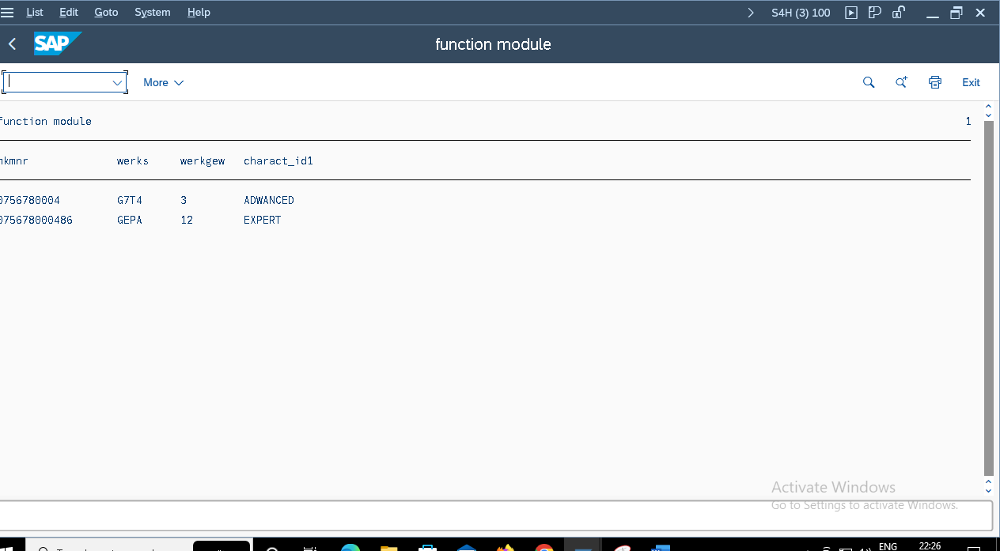 List Edit Goto System Help S4H (3) 100
SAP function module
More Exit
function module 1
mkmnr werks werkgew charact_id1
0756780004 G7T4 3 ADWANCED
075678000486 GEPA 12 EXPERT
Activate Windows
Go to Settings to activate Windows.
ENG 22:26